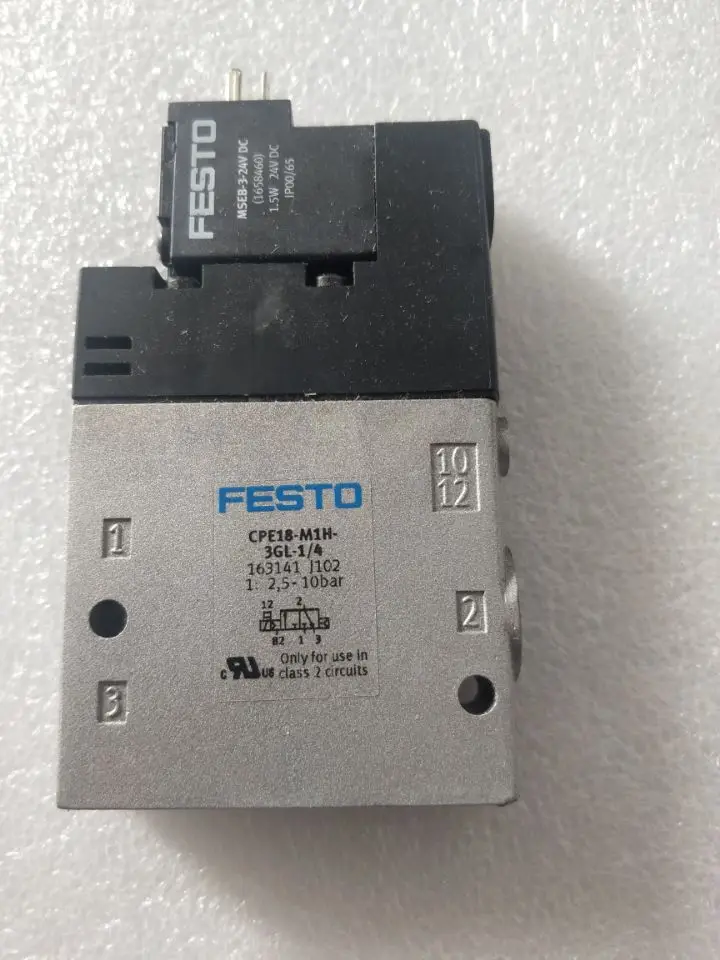 FESTO
MSEB-3-24V DC
(1658460)
1.5W 24V DC
IP00/65
10
12
FESTO
CPE18-M1H-
3GL-1/4
163141 J102
1: 2,5-10bar
1
12 2
82 1 3
2
c RU US
Only for use in
class 2 circuits
3